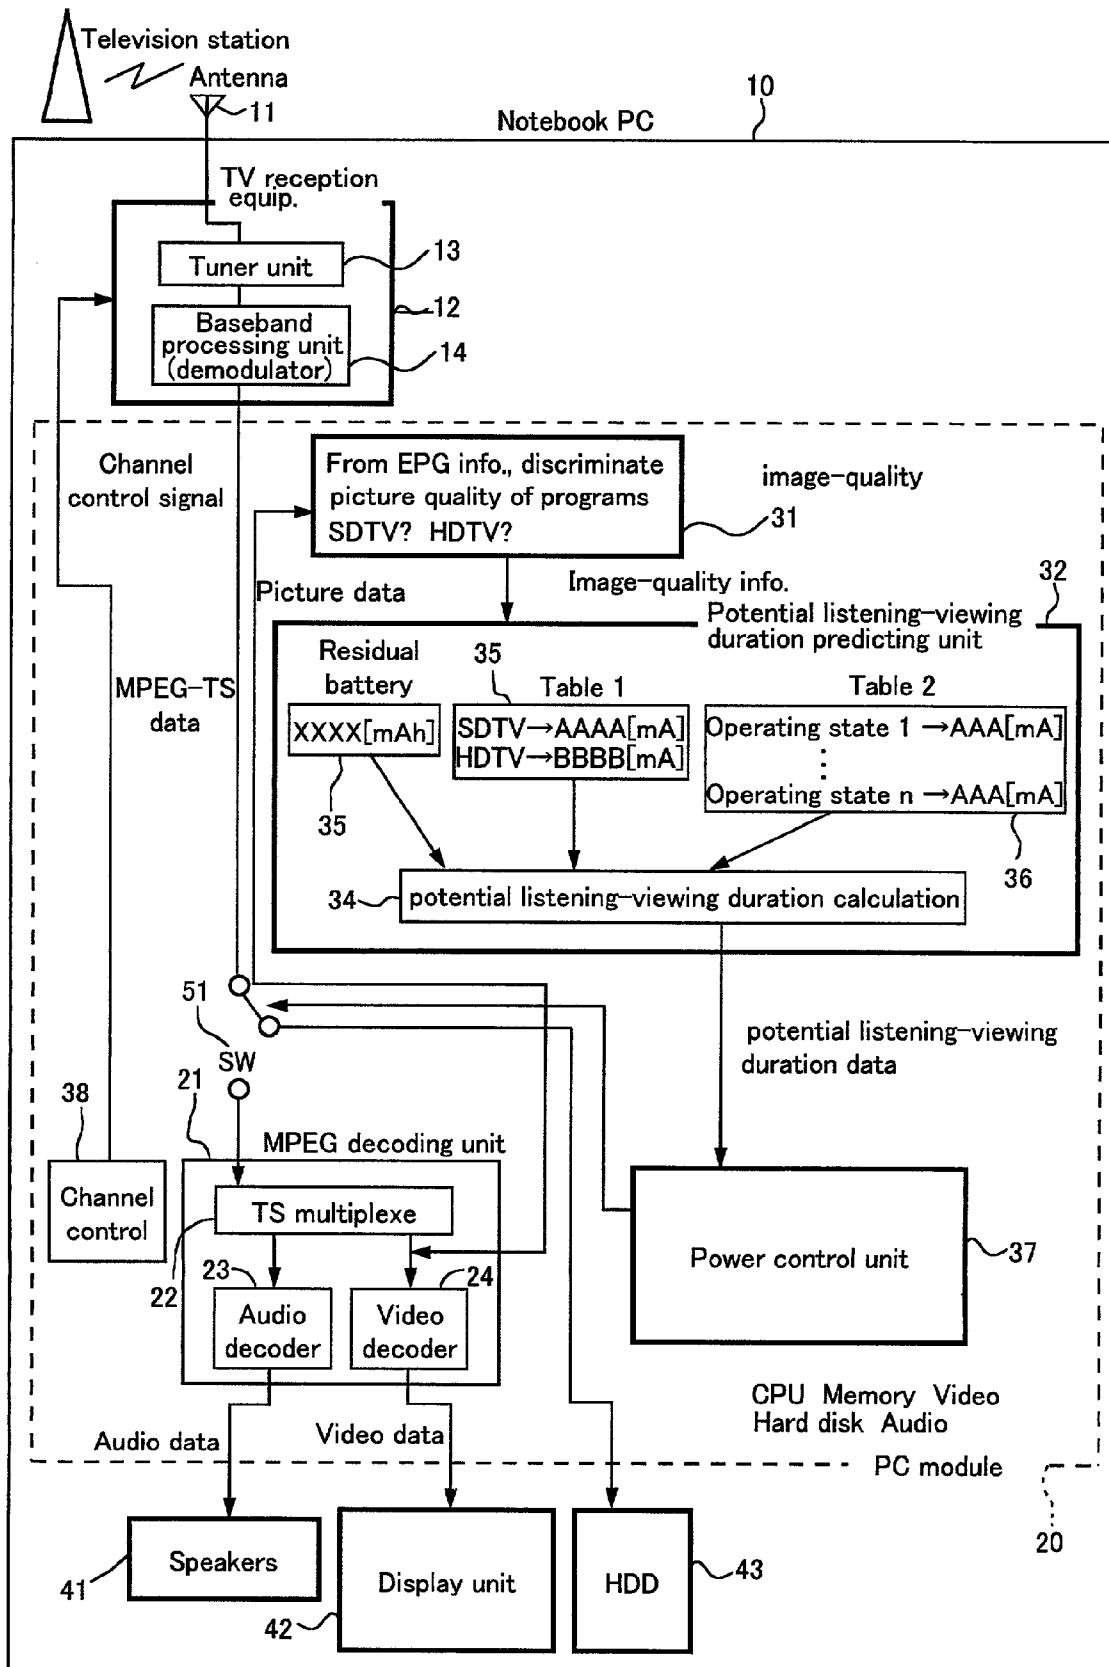 Television station
Antenna
11
10
Notebook PC
TV reception
equip.
13
Tuner unit
12
Baseband
processing unit
(demodulator)
14
Channel
control signal
From EPG info., discriminate
picture quality of programs
SDTV? HDTV?
image-quality
31
Picture data
Image-quality info.
32
Potential listening-viewing
duration predicting unit
MPEG-TS
data
Residual
battery
35
Table 1
Table 2
XXXX[mAh]
SDTV→AAAA[mA]
HDTV→BBBB[mA]
Operating state 1 →AAA[mA]
⋮
Operating state n →AAA[mA]
35
36
34
potential listening-viewing duration calculation
51
SW
potential listening-viewing
duration data
38
21
MPEG decoding unit
Channel
control
TS multiplexe
22
23
24
Audio
decoder
Video
decoder
Power control unit
37
CPU Memory Video
Hard disk Audio
Audio data
Video data
PC module
20
Speakers
41
Display unit
42
HDD
43